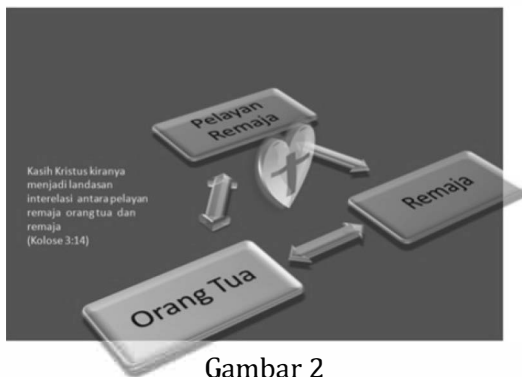 Pelayan
Remaja
Kasih Kristus kiranya
menjadi landasan
interelasi antara pelayan
remaja orang tua dan
remaja
(Kolose 3:14)
Remaja
Orang Tua
Gambar 2